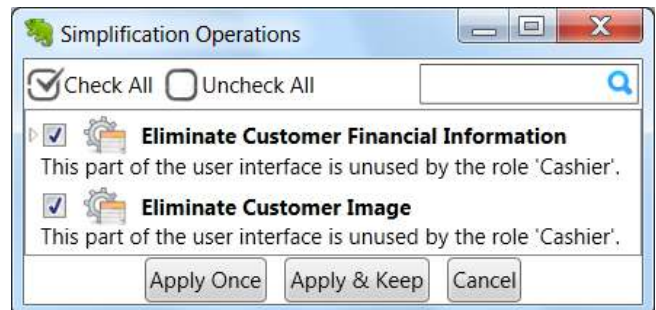 Simplification Operations
Check All Uncheck All
Eliminate Customer Financial Information
This part of the user interface is unused by the role 'Cashier'.
Eliminate Customer Image
This part of the user interface is unused by the role 'Cashier'.
Apply Once Apply & Keep Cancel